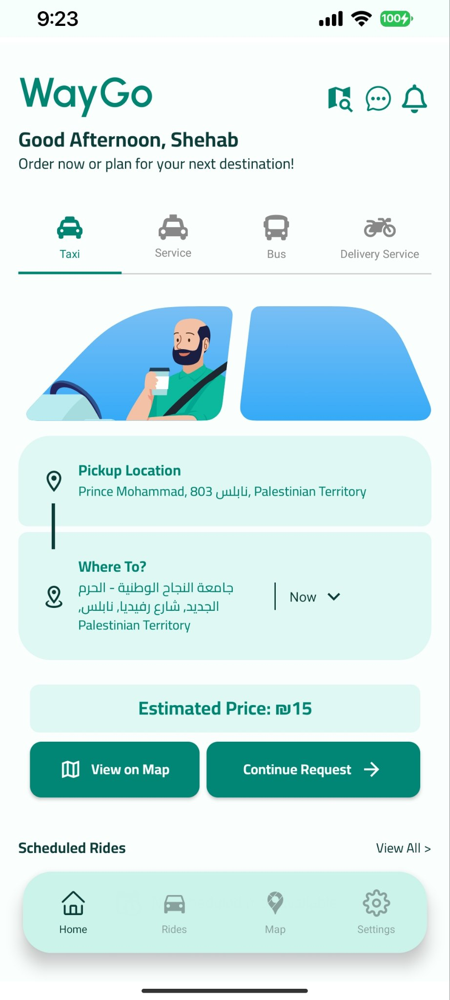 9:23
100
WayGo
Good Afternoon, Shehab
Order now or plan for your next destination!
Taxi
Service
Bus
Delivery Service
Pickup Location
Prince Mohammad, 803 نابلس, Palestinian Territory
Where To?
جامعة النجاح الوطنية - الحرم
الجديد, شارع رفيديا, نابلس,
Palestinian Territory
Now
Estimated Price: ₪15
View on Map
Continue Request
Scheduled Rides
View All >
Home
Rides
Map
Settings